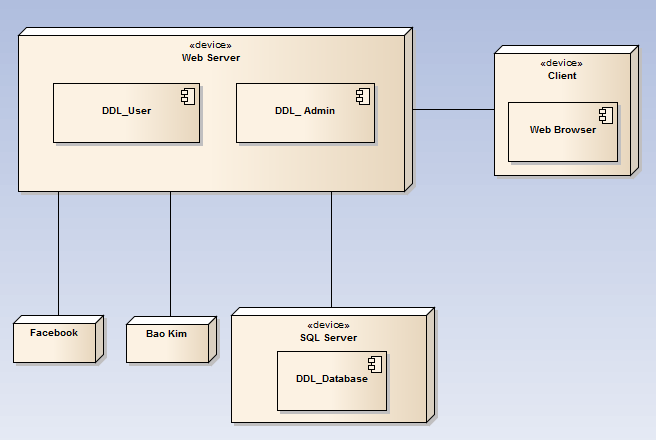 «device»
Web Server
DDL_User
DDL_ Admin
«device»
Client
Web Browser
Facebook
Bao Kim
«device»
SQL Server
DDL_Database